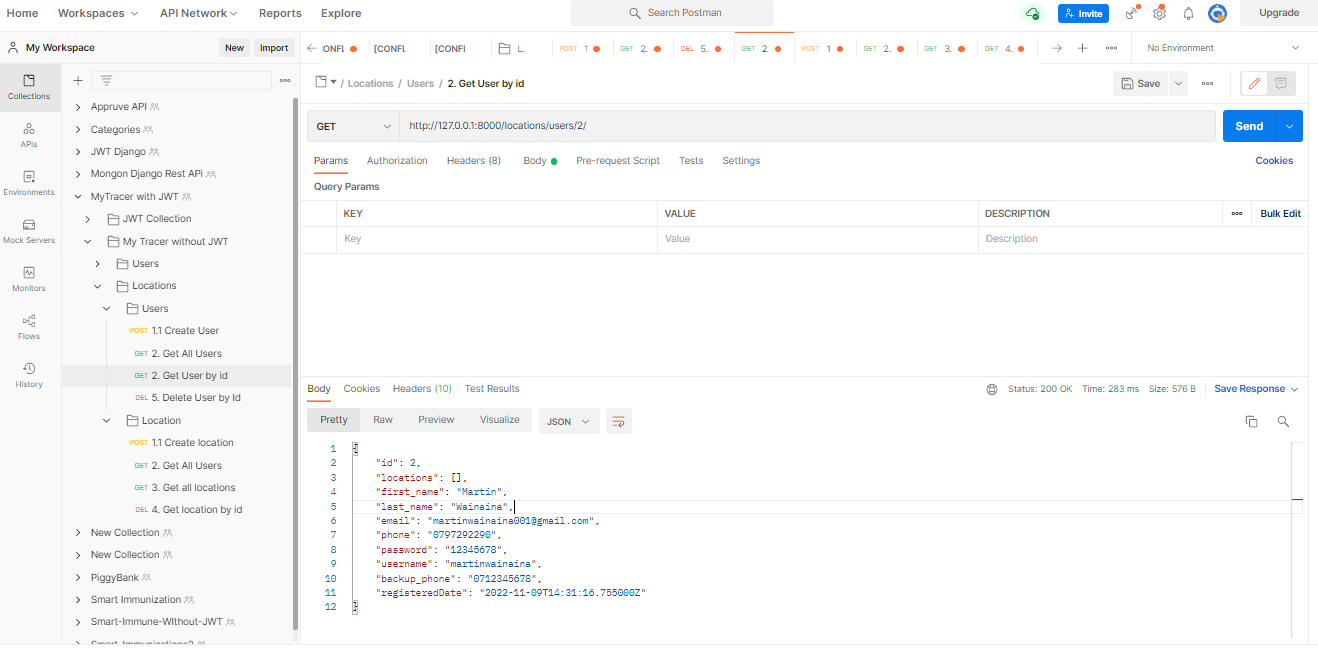 Home Workspaces API Network Reports Explore Search Postman Invite Upgrade
My Workspace New Import
[CONFI [CONFI L. POST 1 GET 2. DEL 5. GET 2 POST 1 GET 2. GET 3. GET 4. No Environment
Collections
APIs
Environments
Mock Servers
Monitors
Flows
History
Appruve API
Categories
JWT Django
Mongon Django Rest APi
MyTracer with JWT
JWT Collection
My Tracer without JWT
Users
Locations
Users
POST 1.1 Create User
GET 2. Get All Users
GET 2. Get User by id
DEL 5. Delete User by Id
Location
POST 1.1 Create location
GET 2. Get All Users
GET 3. Get all locations
DEL 4. Get location by id
New Collection
New Collection
PiggyBank
Smart Immunization
Smart-Immune-WIthout-JWT
/ Locations / Users / 2. Get User by id Save
GET http://127.0.0.1:8000/locations/users/2/ Send
Params Authorization Headers (8) Body Pre-request Script Tests Settings Cookies
Query Params
KEY VALUE DESCRIPTION Bulk Edit
Key Value Description
Body Cookies Headers (10) Test Results Status: 200 OK Time: 283 ms Size: 576 B Save Response
Pretty Raw Preview Visualize JSON
1 {
2 "id": 2,
3 "locations": [],
4 "first_name": "Martin",
5 "last_name": "Wainaina",
6 "email": "martinwainaina001@gmail.com",
7 "phone": "0797292290",
8 "password": "12345678",
9 "username": "martinwainaina",
10 "backup_phone": "0712345678",
11 "registeredDate": "2022-11-09T14:31:16.755000Z"
12 }